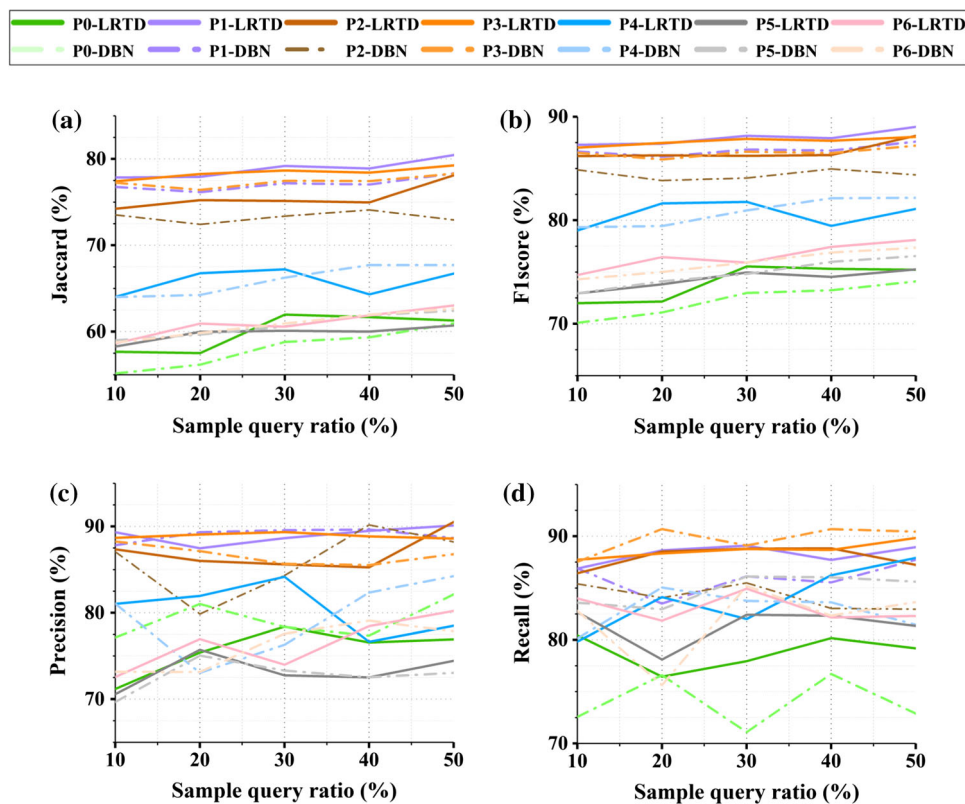 P0-LRTD P1-LRTD P2-LRTD P3-LRTD P4-LRTD P5-LRTD P6-LRTD
P0-DBN P1-DBN P2-DBN P3-DBN P4-DBN P5-DBN P6-DBN
(a)
80
70
60
Jaccard (%)
10 20 30 40 50
Sample query ratio (%)
(b)
90
80
70
F1score (%)
10 20 30 40 50
Sample query ratio (%)
(c)
90
80
70
Precision (%)
10 20 30 40 50
Sample query ratio (%)
(d)
90
80
70
Recall (%)
10 20 30 40 50
Sample query ratio (%)